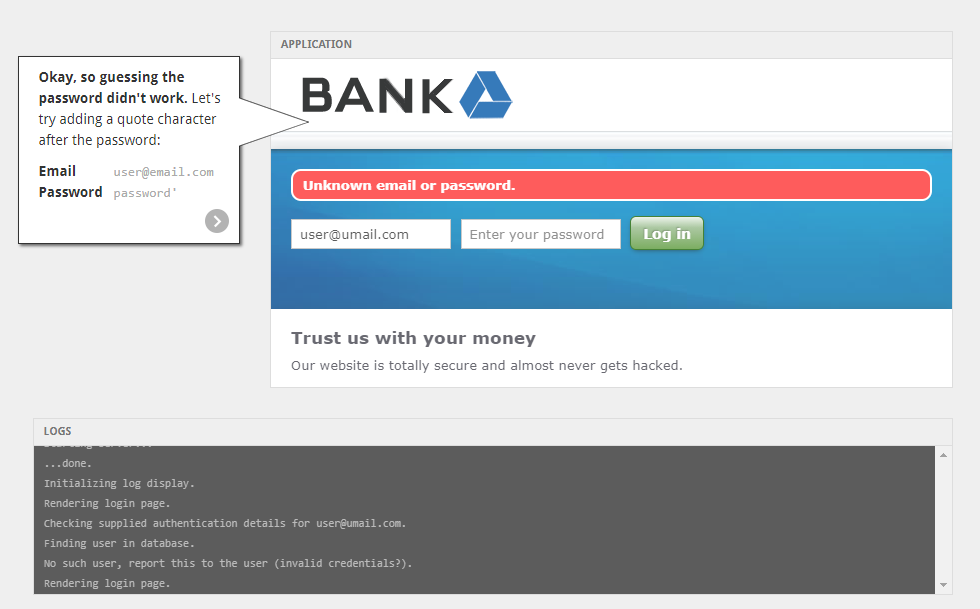 APPLICATION
BANK
Okay, so guessing the
password didn't work. Let's
try adding a quote character
after the password:
Email user@email.com
Password password'
Unknown email or password.
user@umail.com Enter your password Log in
Trust us with your money
Our website is totally secure and almost never gets hacked.
LOGS
...done.
Initializing log display.
Rendering login page.
Checking supplied authentication details for user@umail.com.
Finding user in database.
No such user, report this to the user (invalid credentials?).
Rendering login page.